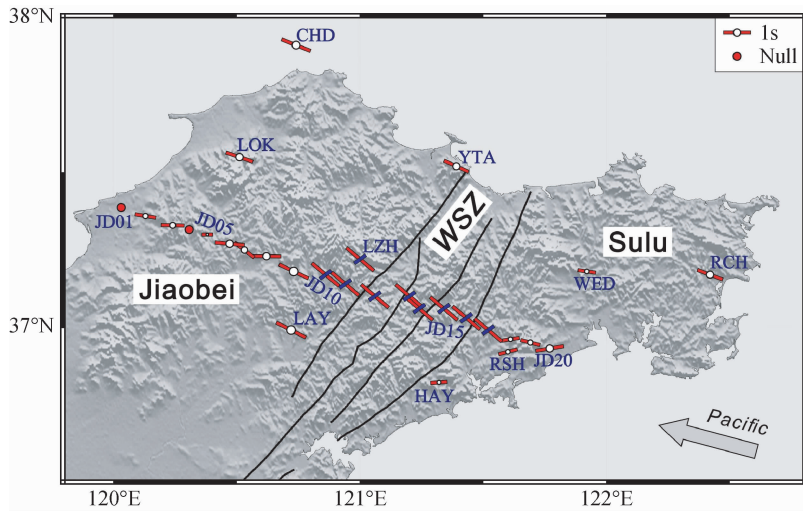 38°N
CHD
1s
Null
LOK
YTA
JD01
JD05
LZH
WSZ
Sulu
RCH
WED
Jiaobei
JD10
37°N
LAY
JD15
RSH
JD20
HAY
Pacific
120°E
121°E
122°E